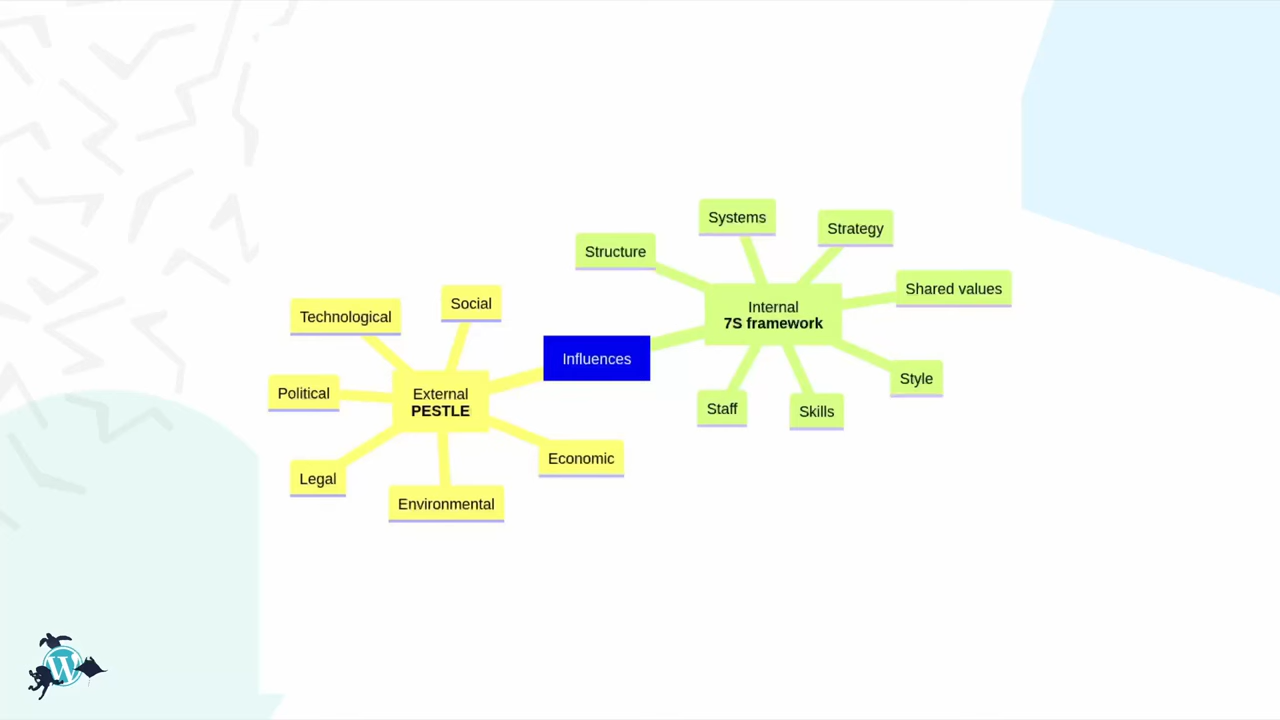 Systems
Strategy
Structure
Shared values
Internal
7S framework
Social
Technological
Influences
Style
Political
External
PESTLE
Staff
Skills
Economic
Legal
Environmental
W